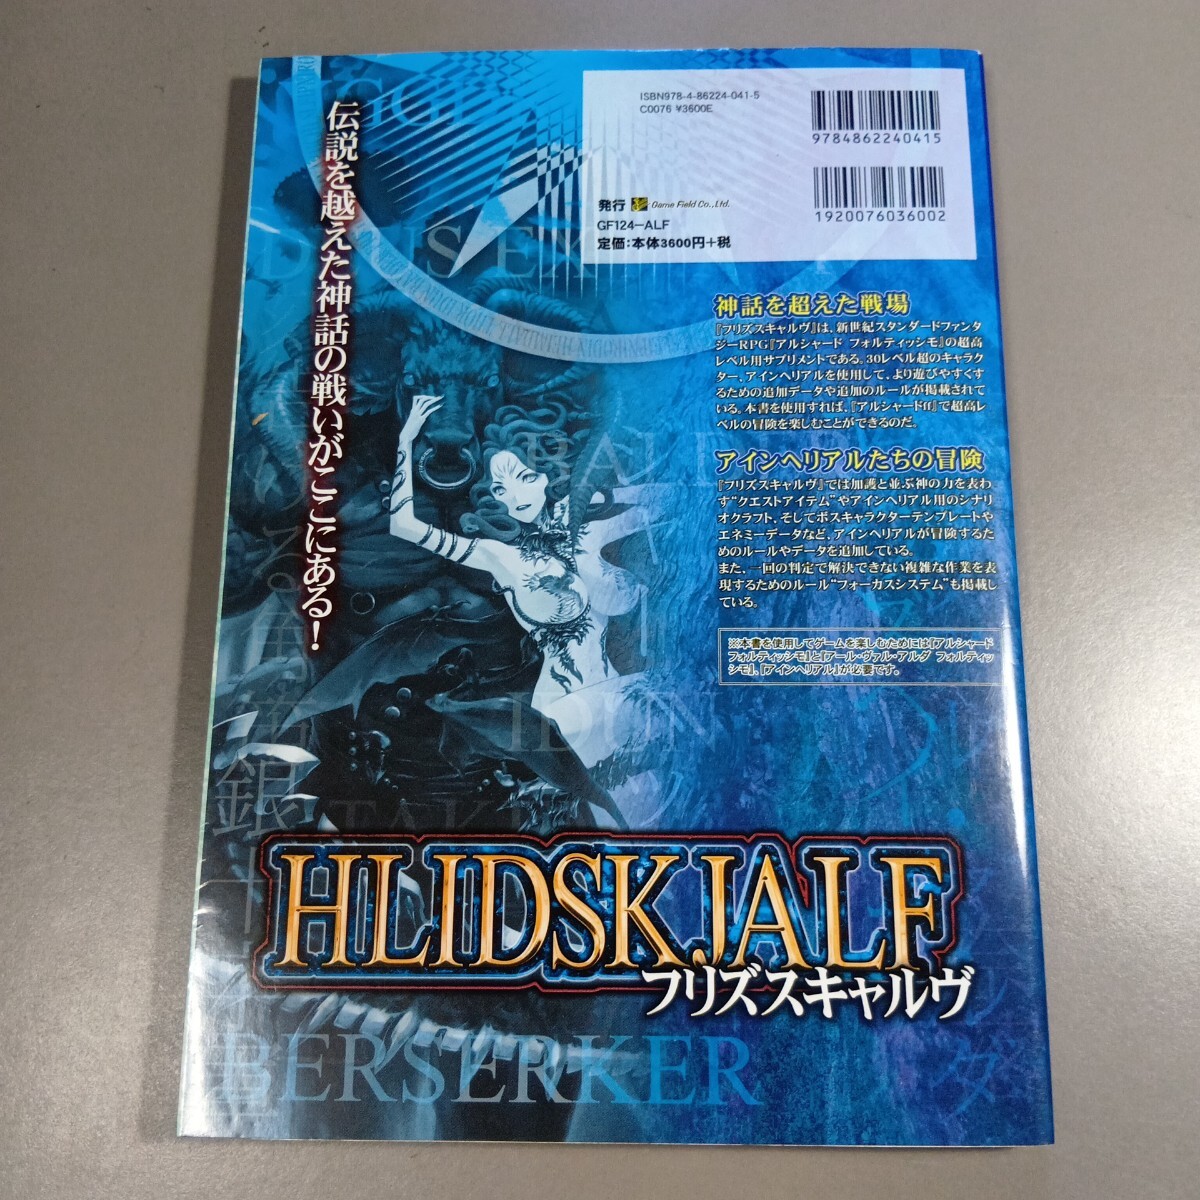 伝説を越えた神話の戦いがここにある!
ISBN978-4-86224-041-5
C0076 ¥3600E
9784862240415
1920076036002
発行 Game Field Co.,Ltd.
GF124-ALF
定価:本体3600円+税
神話を超えた戦場
『フリズスキャルヴ』は、新世紀スタンダードファンタ
ジーRPG『アルシャード フォルティッシモ』の超高
レベル用サプリメントである。30レベル超のキャラク
ター、アインヘリアルを使用して、より遊びやすくす
るための追加データや追加のルールが掲載されて
いる。本書を使用すれば、『アルシャードff』で超高レ
ベルの冒険を楽しむことができるのだ。
アインヘリアルたちの冒険
『フリズスキャルヴ』では加護と並ぶ神の力を表わ
す“クエストアイテム”やアインヘリアル用のシナリ
オクラフト、そしてボスキャラクターテンプレートや
エネミーデータなど、アインヘリアルが冒険するた
めのルールやデータを追加している。
また、一回の判定で解決できない複雑な作業を表
現するためのルール“フォーカスシステム”も掲載し
ている。
※本書を使用してゲームを楽しむためには『アルシャード
フォルティッシモ』と『アール・ヴァル・アルダ フォルティッ
シモ』、『アインヘリアル』が必要です。
BALDER
IDUN
HLIDSKJALF
フリズスキャルヴ
BERSERKER